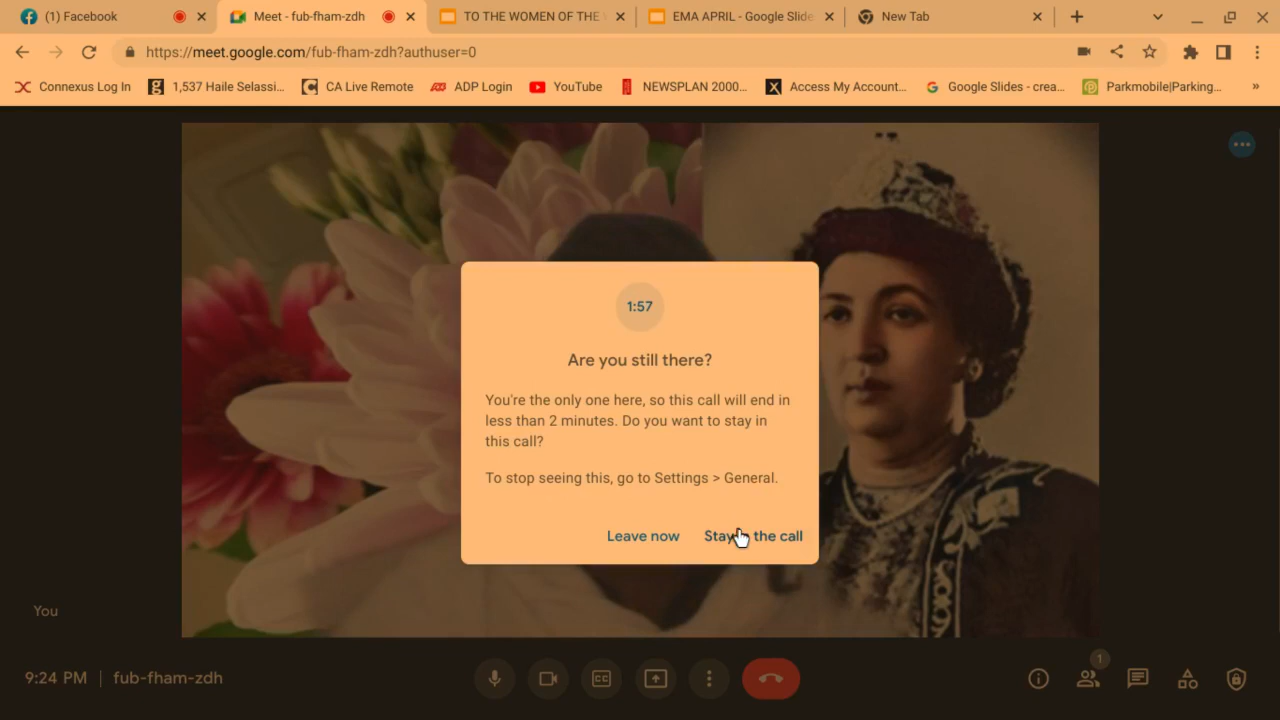 (1) Facebook
Meet - fub-fham-zdh
TO THE WOMEN OF THE
EMA APRIL - Google Slide
New Tab
https://meet.google.com/fub-fham-zdh?authuser=0
Connexus Log In
1,537 Haile Selassi...
CA Live Remote
ADP Login
YouTube
NEWSPLAN 2000...
Access My Account...
Google Slides - crea...
Parkmobile|Parking...
»
1:57
Are you still there?
You're the only one here, so this call will end in
less than 2 minutes. Do you want to stay in
this call?
To stop seeing this, go to Settings > General.
Leave now
Stay in the call
You
9:24 PM | fub-fham-zdh
CC
1